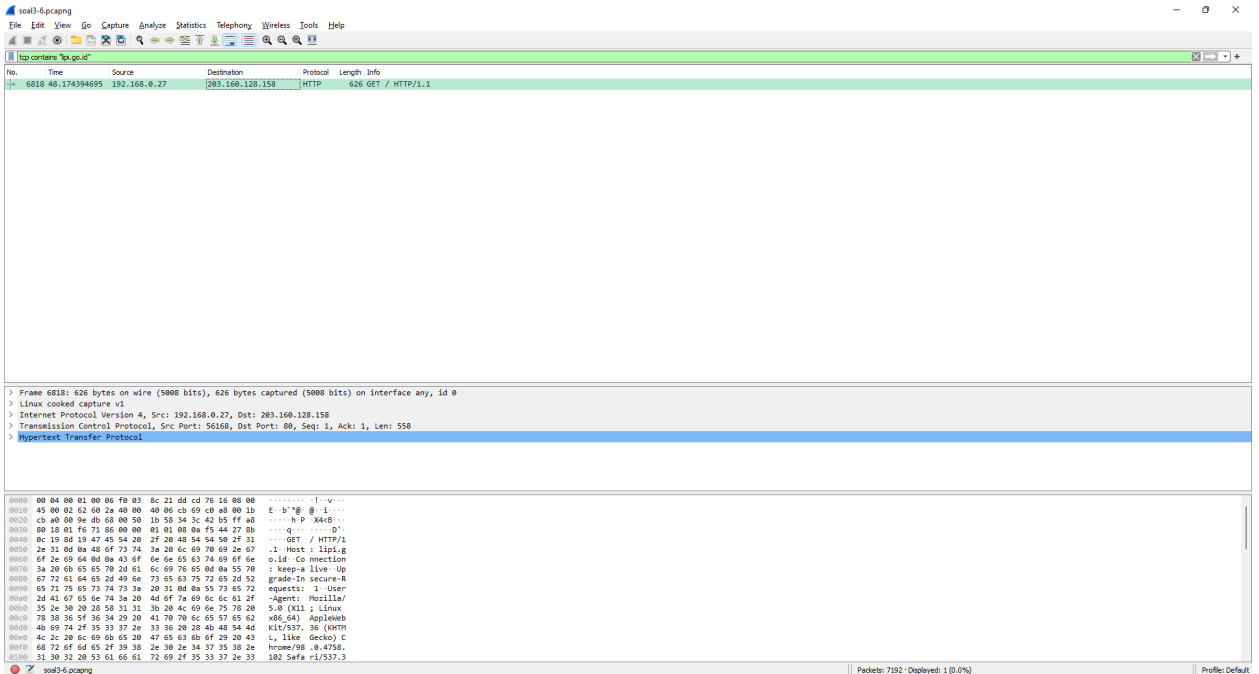 soal3-6.pcapng
File Edit View Go Capture Analyze Statistics Telephony Wireless Tools Help
tcp contains "lipi.go.id"
No. Time Source Destination Protocol Length Info
6818 48.174394695 192.168.0.27 203.160.128.158 HTTP 626 GET / HTTP/1.1
> Frame 6818: 626 bytes on wire (5008 bits), 626 bytes captured (5008 bits) on interface any, id 0
> Linux cooked capture v1
> Internet Protocol Version 4, Src: 192.168.0.27, Dst: 203.160.128.158
> Transmission Control Protocol, Src Port: 56168, Dst Port: 80, Seq: 1, Ack: 1, Len: 558
> Hypertext Transfer Protocol
0000 00 04 00 01 00 06 f0 03 8c 21 dd cd 76 16 08 00 ········ ·!··v···
0010 45 00 02 62 60 2a 40 00 40 06 cb 69 c0 a8 00 1b E··b`*@· @··i····
0020 cb a0 80 9e db 68 00 50 1b 58 34 3c 42 b5 ff a8 ·····h·P ·X4<B···
0030 80 18 01 f6 71 86 00 00 01 01 08 0a f5 44 27 8b ····q··· ·····D'·
0040 0c 19 8d 19 47 45 54 20 2f 20 48 54 54 50 2f 31 ····GET / HTTP/1
0050 2e 31 0d 0a 48 6f 73 74 3a 20 6c 69 70 69 2e 67 .1··Host : lipi.g
0060 6f 2e 69 64 0d 0a 43 6f 6e 6e 65 63 74 69 6f 6e o.id··Co nnection
0070 3a 20 6b 65 65 70 2d 61 6c 69 76 65 0d 0a 55 70 : keep-a live··Up
0080 67 72 61 64 65 2d 49 6e 73 65 63 75 72 65 2d 52 grade-In secure-R
0090 65 71 75 65 73 74 73 3a 20 31 0d 0a 55 73 65 72 equests: 1··User
00a0 2d 41 67 65 6e 74 3a 20 4d 6f 7a 69 6c 6c 61 2f -Agent: Mozilla/
00b0 35 2e 30 20 28 58 31 31 3b 20 4c 69 6e 75 78 20 5.0 (X11 ; Linux
00c0 78 38 36 5f 36 34 29 20 41 70 70 6c 65 57 65 62 x86_64) AppleWeb
00d0 4b 69 74 2f 35 33 37 2e 33 36 20 28 4b 48 54 4d Kit/537. 36 (KHTM
00e0 4c 2c 20 6c 69 6b 65 20 47 65 63 6b 6f 29 20 43 L, like Gecko) C
00f0 68 72 6f 6d 65 2f 39 38 2e 30 2e 34 37 35 38 2e hrome/98 .0.4758.
0100 31 30 32 20 53 61 66 61 72 69 2f 35 33 37 2e 33 102 Safa ri/537.3
soal3-6.pcapng Packets: 7192 · Displayed: 1 (0.0%) Profile: Default